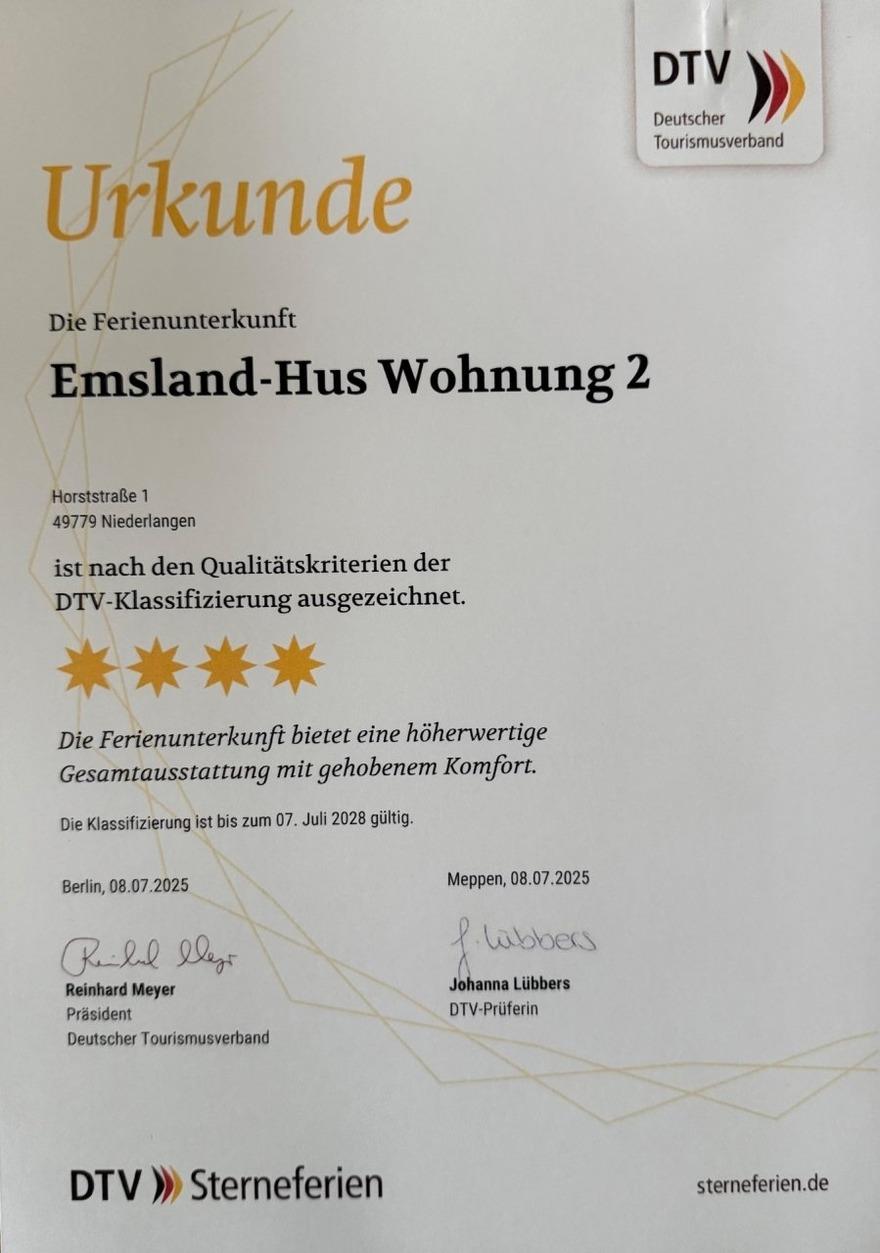 DTV
Deutscher
Tourismusverband
Urkunde
Die Ferienunterkunft
Emsland-Hus Wohnung 2
Horststraße 1
49779 Niederlangen
ist nach den Qualitätskriterien der
DTV-Klassifizierung ausgezeichnet.
Die Ferienunterkunft bietet eine höherwertige
Gesamtausstattung mit gehobenem Komfort.
Die Klassifizierung ist bis zum 07. Juli 2028 gültig.
Berlin, 08.07.2025
Reinhard Meyer
Reinhard Meyer
Präsident
Deutscher Tourismusverband
Meppen, 08.07.2025
J. Lübbers
Johanna Lübbers
DTV-Prüferin
DTV Sterneferien
sterneferien.de